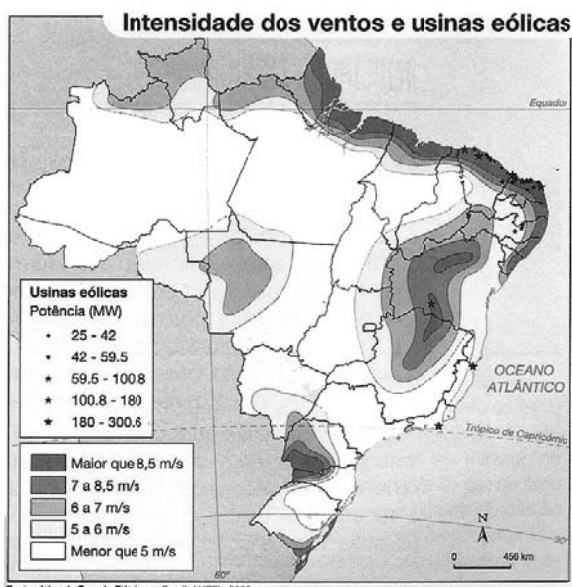 Intensidade dos ventos e usinas eólicas
Equador
Usinas eólicas
Potência (MW)
25 - 42
42 - 59.5
59.5 - 100.8
100.8 - 180
180 - 300.6
OCEANO
ATLÂNTICO
Trópico de Capricórnio
Maior que 8,5 m/s
7 a 8,5 m/s
6 a 7 m/s
5 a 6 m/s
Menor que 5 m/s
N
30°
0 456 km
60°